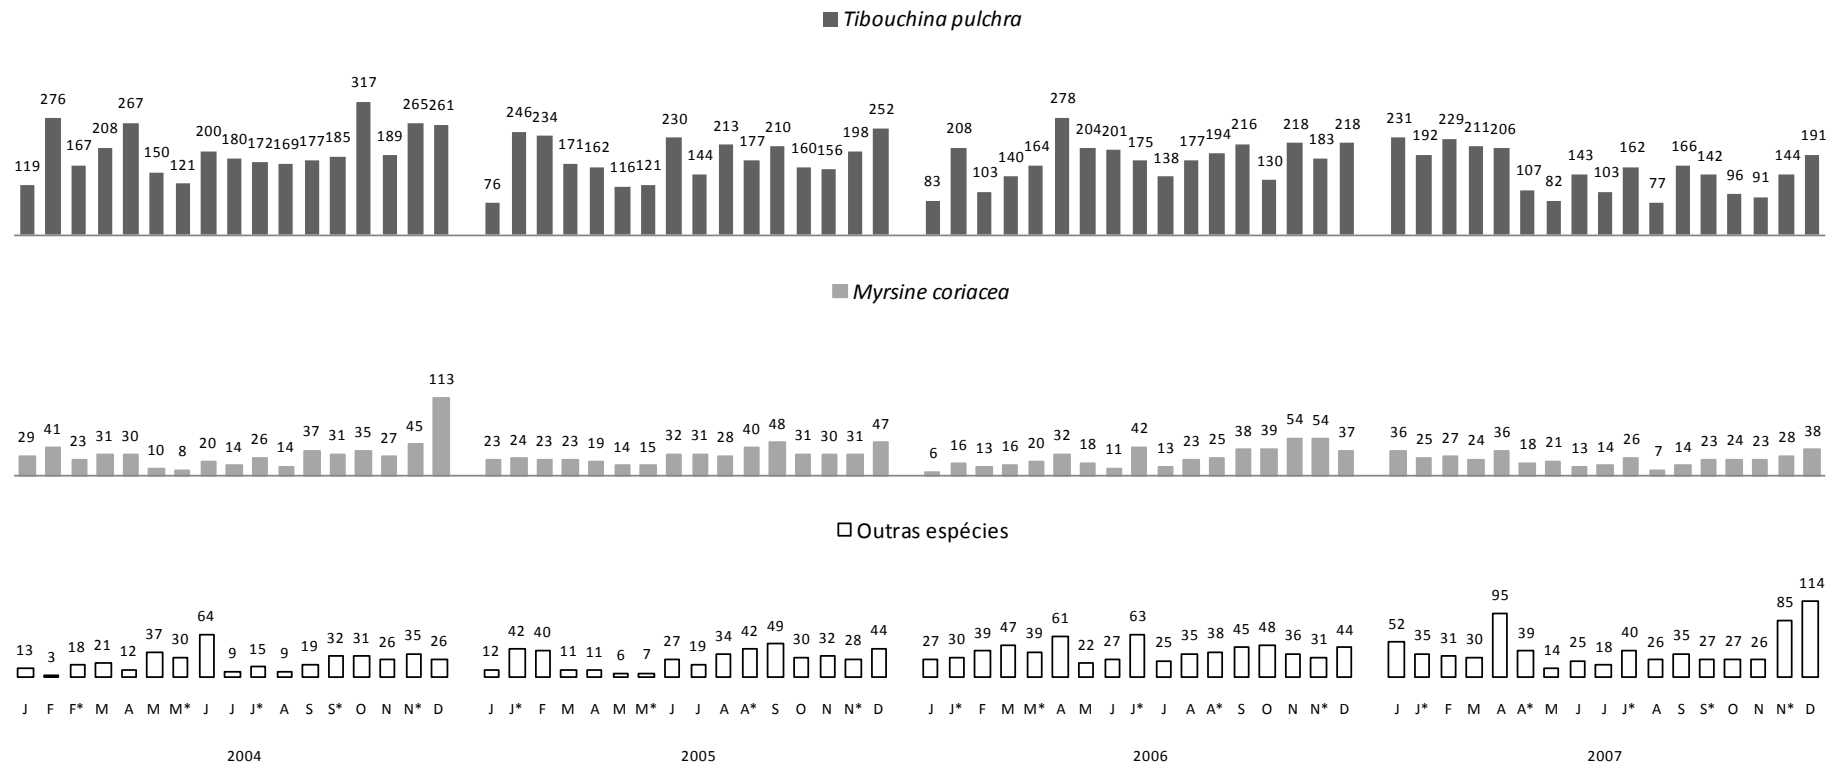 Tibouchina pulchra
119 276 167 208 267 150 121 200 180 172 169 177 185 317 189 265 261 76 246 234 171 162 116 121 230 144 213 177 210 160 156 198 252 83 208 103 140 164 278 204 201 175 138 177 194 216 130 218 183 218 231 192 229 211 206 107 82 143 103 162 77 166 142 96 91 144 191
Myrsine coriacea
29 41 23 31 30 10 8 20 14 26 14 37 31 35 27 45 113 23 24 23 23 19 14 15 32 31 28 40 48 31 30 31 47 6 16 13 16 20 32 18 11 42 13 23 25 38 39 54 54 37 36 25 27 24 36 18 21 13 14 26 7 14 23 24 23 28 38
Outras espécies
13 3 18 21 12 37 30 64 9 15 9 19 32 31 26 35 26 12 42 40 11 11 6 7 27 19 34 42 49 30 32 28 44 27 30 39 47 39 61 22 27 63 25 35 38 45 48 36 31 44 52 35 31 30 95 39 14 25 18 40 26 35 27 27 26 85 114
J F F* M A M M* J J J* A S S* O N N* D J J* F M A M M* J J A A* S O N N* D J J* F M M* A M J J* J A A* S O N N* D J J* F M A A* M J J J* A S S* O N N* D
2004 2005 2006 2007